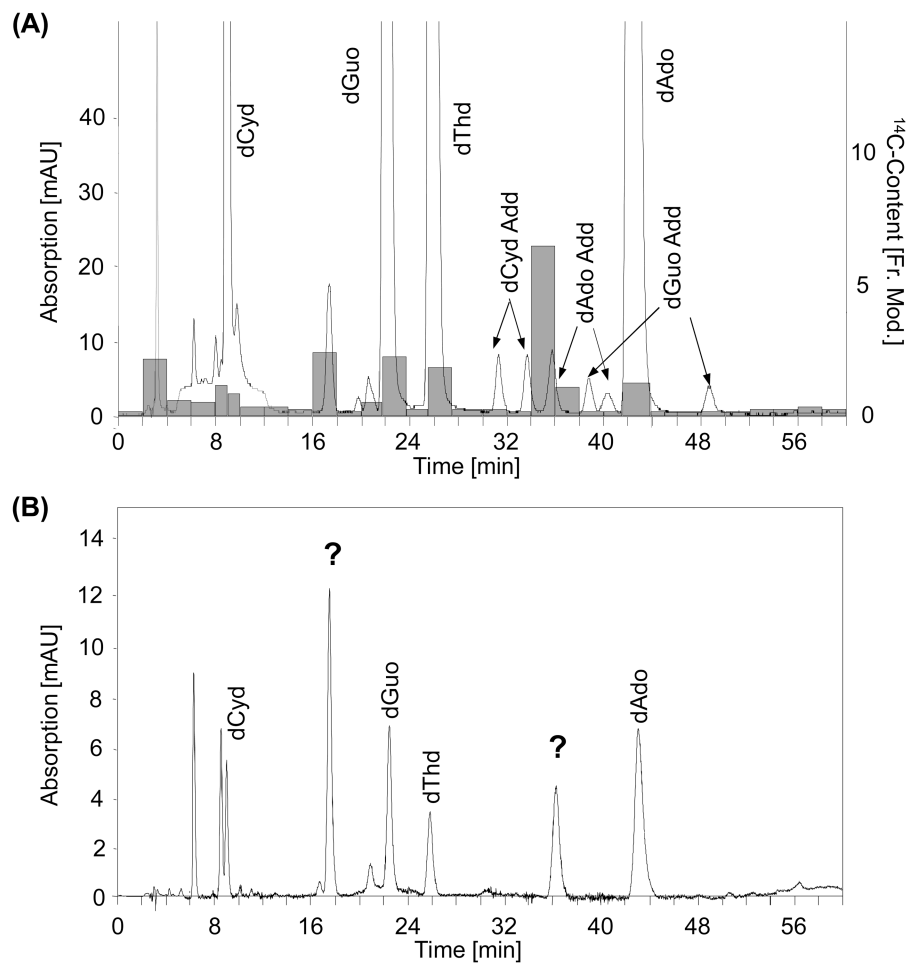 (A)
Absorption [mAU]
40
30
20
10
0
dCyd
dGuo
dThd
dCyd Add
dAdo Add
dGuo Add
dAdo
10
5
0
14C-Content [Fr. Mod.]
0 8 16 24 32 40 48 56
Time [min]
(B)
Absorption [mAU]
14
12
10
8
6
4
2
0
dCyd
?
dGuo
dThd
?
dAdo
0 8 16 24 32 40 48 56
Time [min]